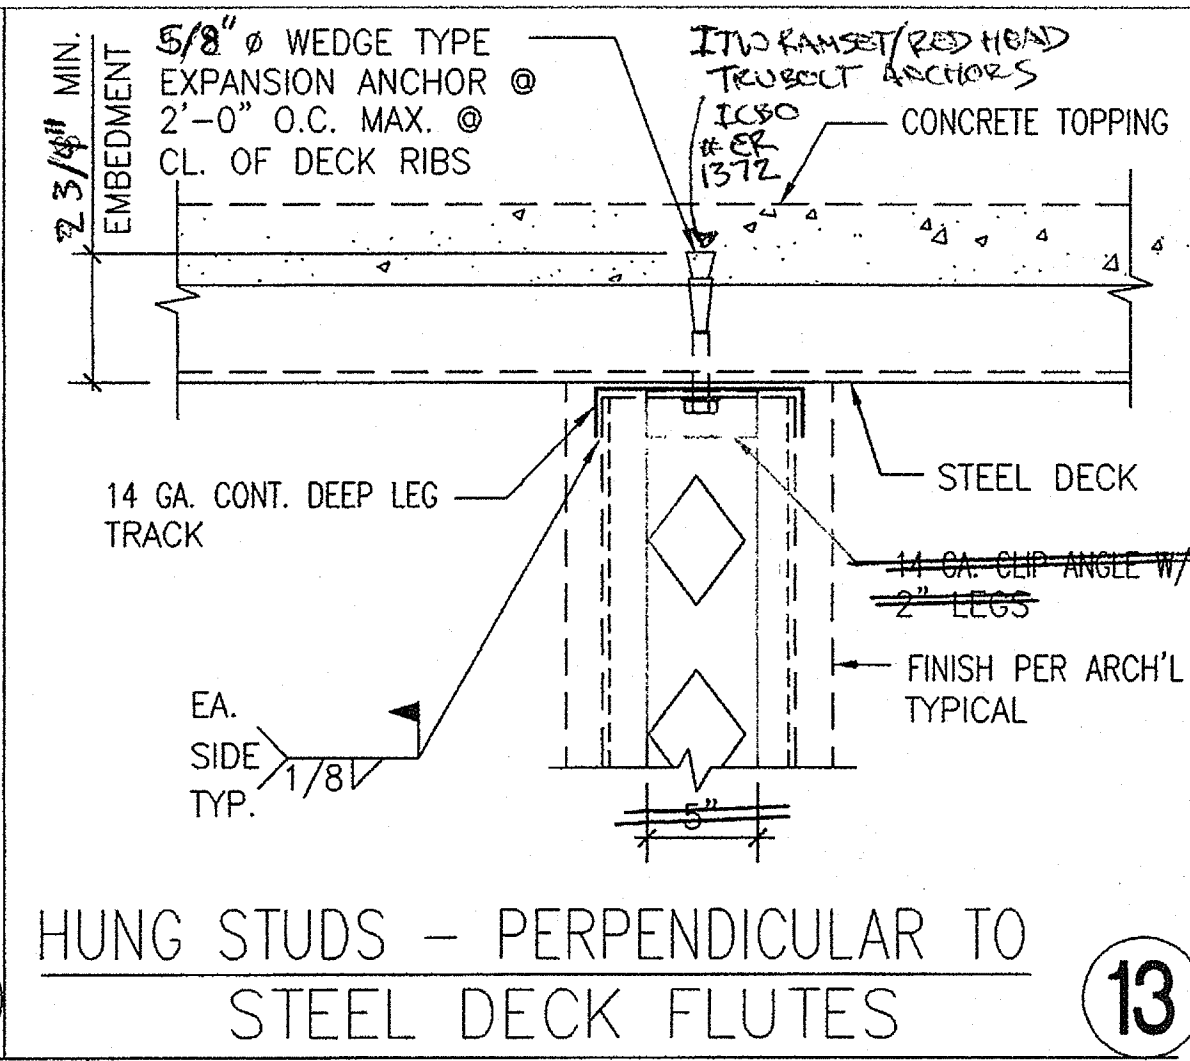 5/8" ø WEDGE TYPE
EXPANSION ANCHOR @
2'-0" O.C. MAX. @
CL. OF DECK RIBS
2 3/4" MIN.
EMBEDMENT
ITW RAMSET/RED HEAD
TRUBOLT ANCHORS
ICBO
# ER
1372
CONCRETE TOPPING
14 GA. CONT. DEEP LEG
TRACK
STEEL DECK
14 GA. CLIP ANGLE W/
2" LEGS
FINISH PER ARCH'L
TYPICAL
EA.
SIDE
TYP.
1/8
5"
HUNG STUDS – PERPENDICULAR TO
STEEL DECK FLUTES
13